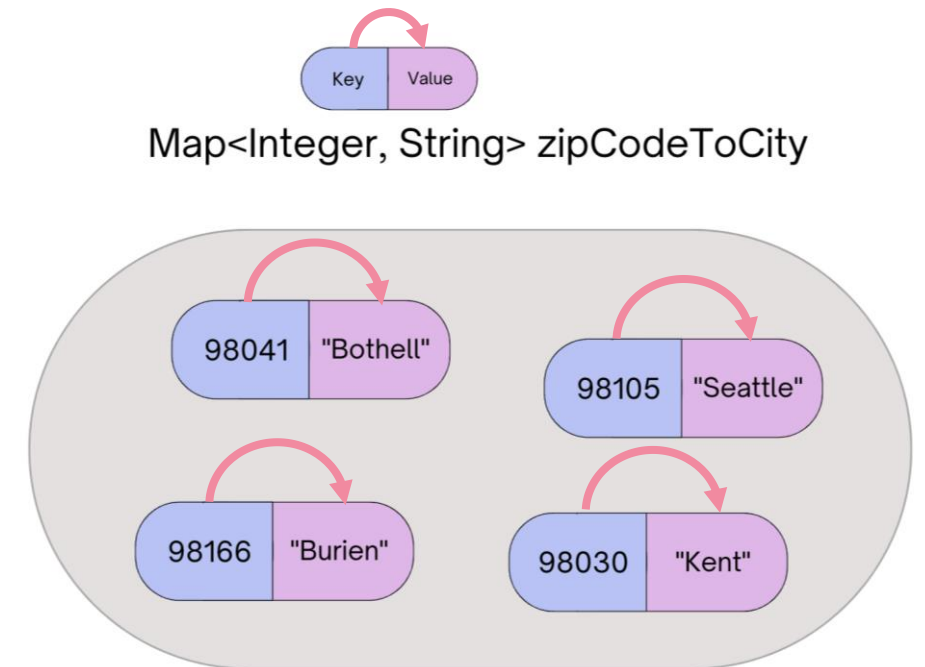 Key Value
Map<Integer, String> zipCodeToCity
98041 "Bothell"
98105 "Seattle"
98166 "Burien"
98030 "Kent"